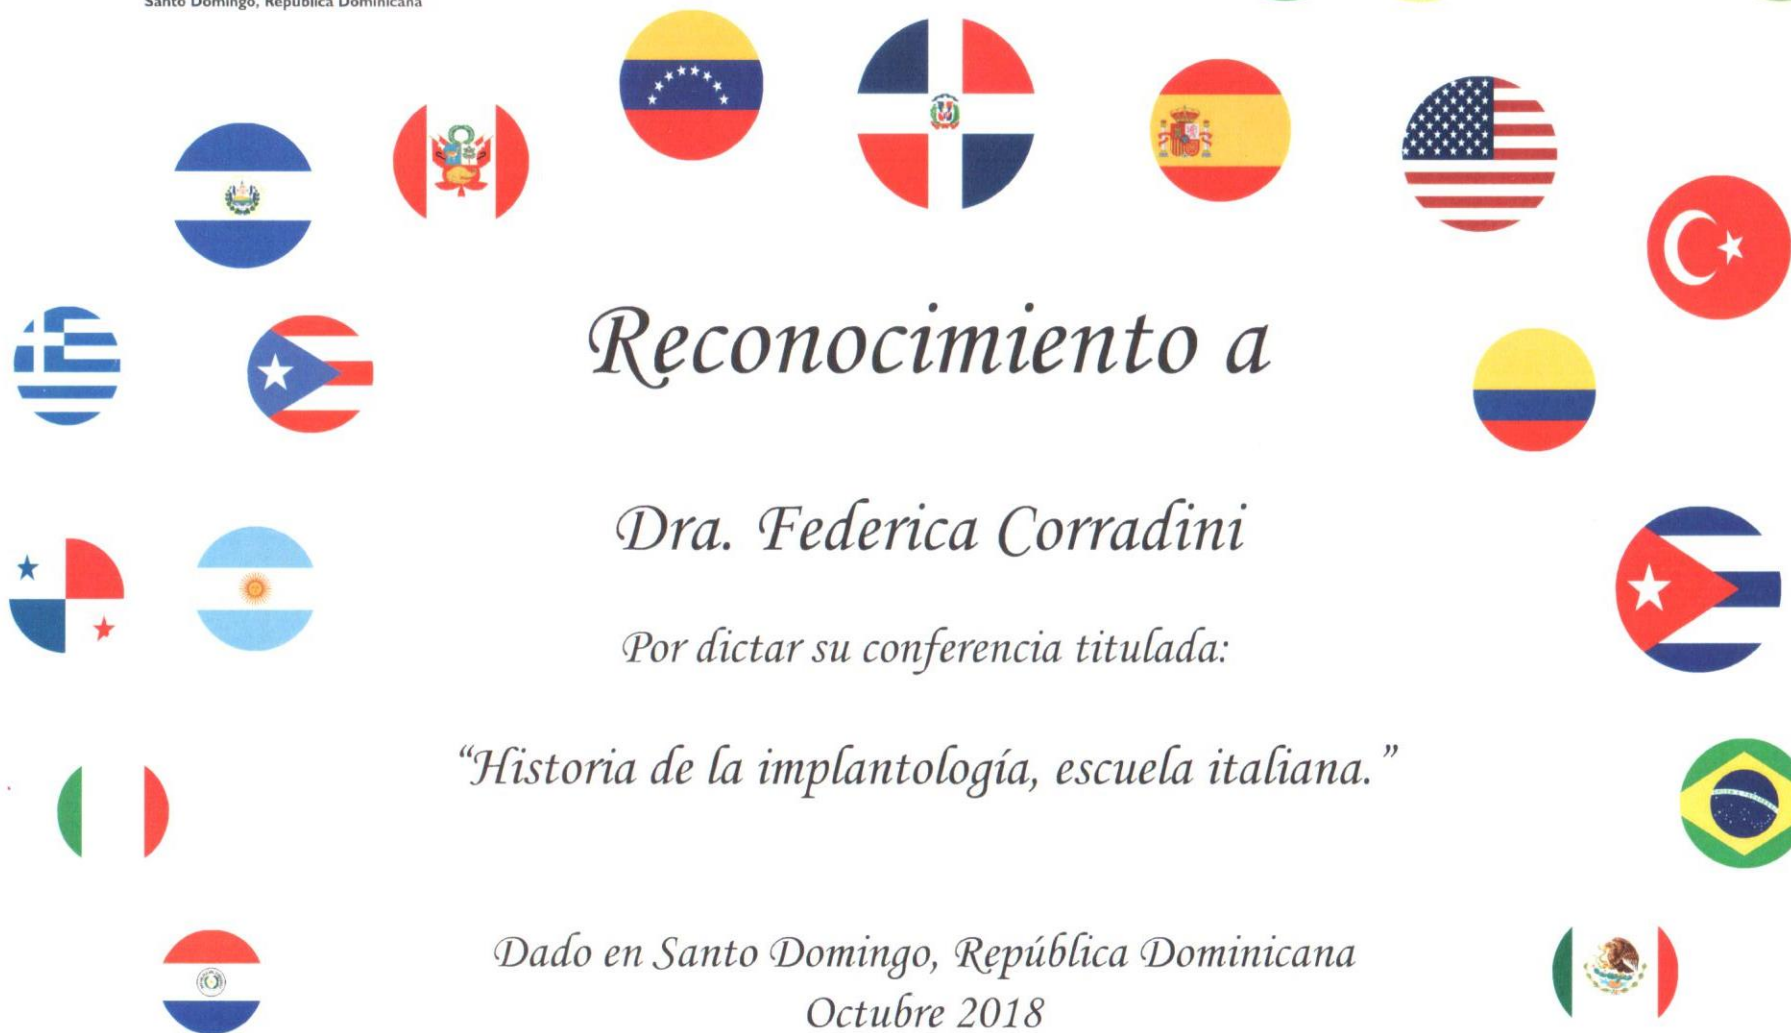 Santo Domingo, República Dominicana
Reconocimiento a
Dra. Federica Corradini
Por dictar su conferencia titulada:
“Historia de la implantología, escuela italiana.”
Dado en Santo Domingo, República Dominicana
Octubre 2018